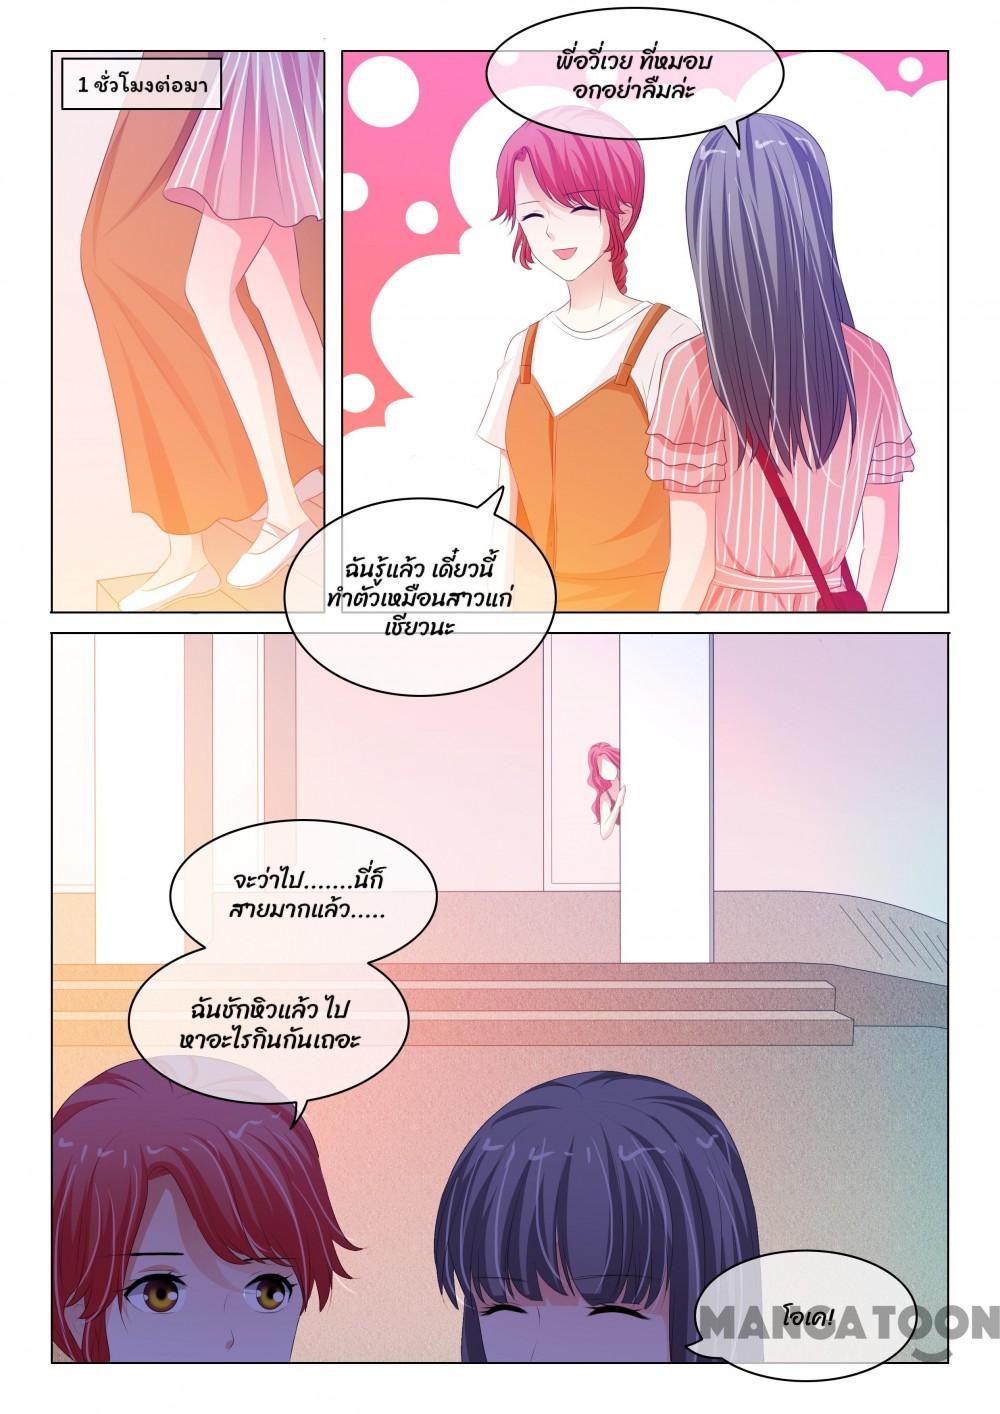 1 ชั่วโมงต่อมา
พี่อวี่เวย ที่หมอบ
อกอย่าลืมล่ะ
ฉันรู้แล้ว เดี๋ยวนี้
ทำตัวเหมือนสาวแก่
เชียวนะ
จะว่าไป.......นี่ก็
สายมากแล้ว.....
ฉันชักหิวแล้ว ไป
หาอะไรกินกันเถอะ
โอเค!
MANGATOON